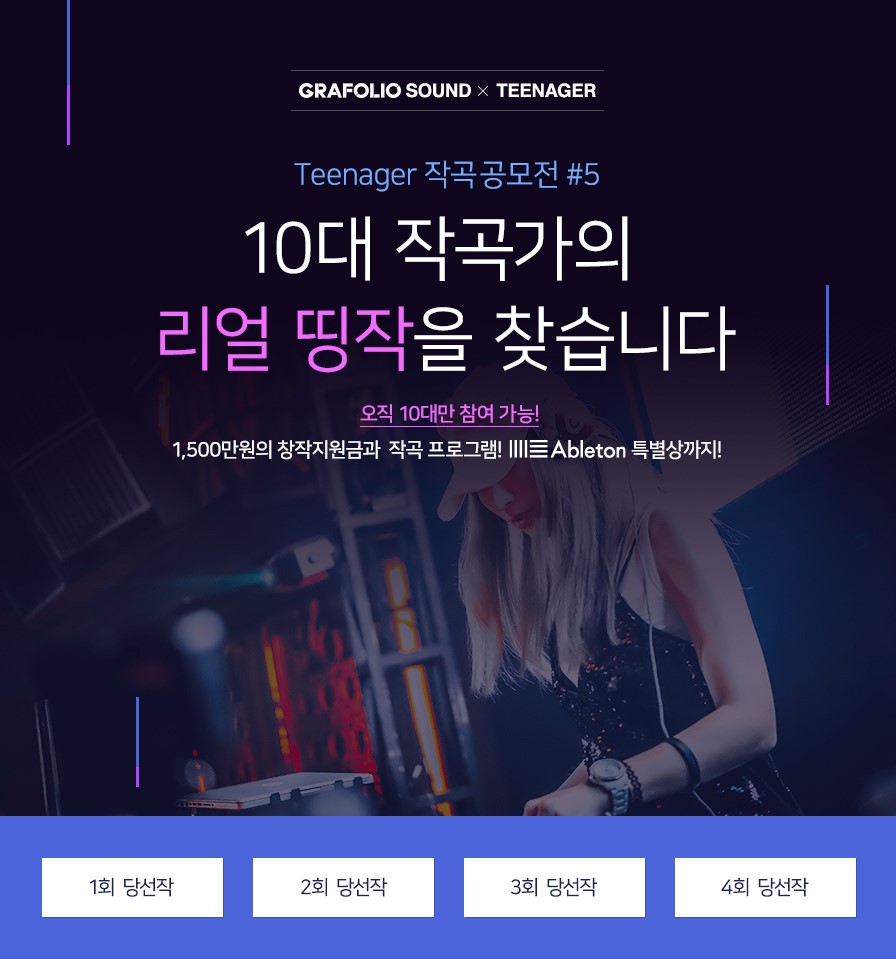 GRAFOLIO SOUND × TEENAGER
Teenager 작곡공모전 #5
10대 작곡가의
리얼 띵작을 찾습니다
오직 10대만 참여 가능!
1,500만원의 창작지원금과 작곡 프로그램! Ableton 특별상까지!
1회 당선작
2회 당선작
3회 당선작
4회 당선작